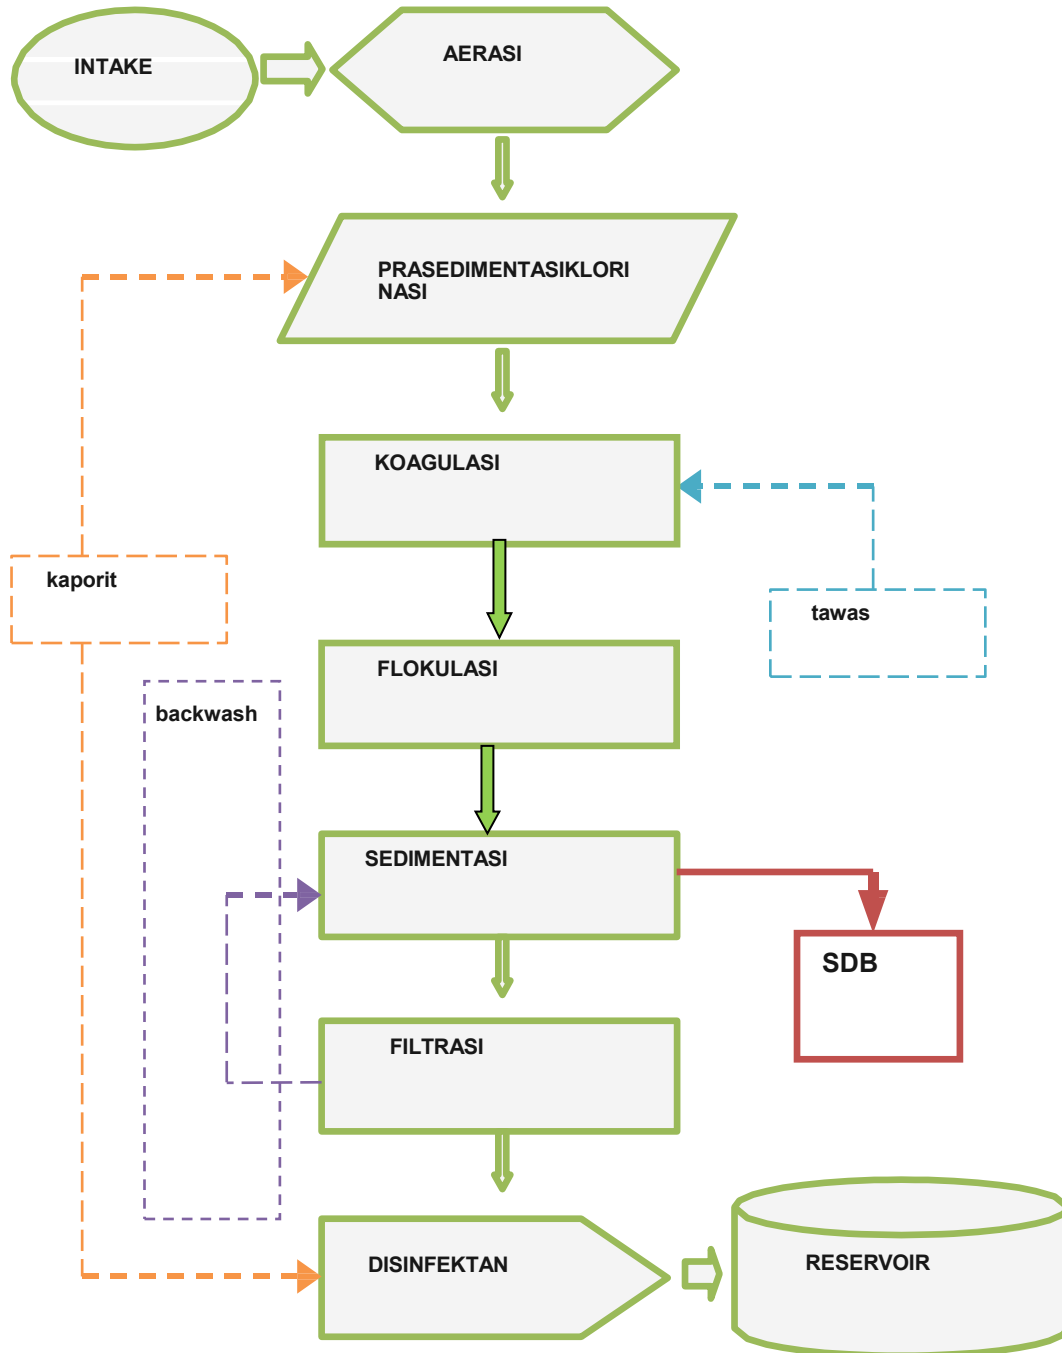 INTAKE
AERASI
PRASEDIMENTASIKLORI
NASI
KOAGULASI
kaporit
tawas
FLOKULASI
backwash
SEDIMENTASI
SDB
FILTRASI
DISINFEKTAN
RESERVOIR